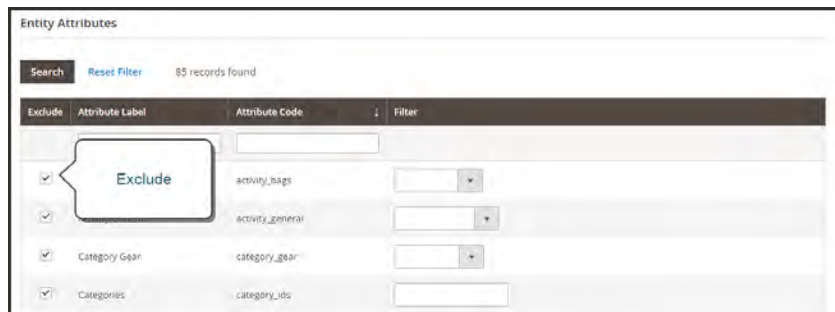 Entity Attributes
Search Reset Filter 85 records found
Exclude Attribute Label Attribute Code ↓ Filter
Exclude
activity_bags
activity_general
Category Gear category_gear
Categories category_ids